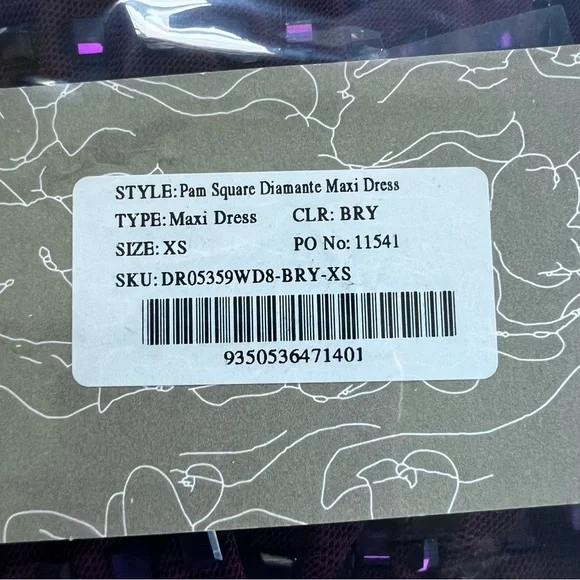 STYLE: Pam Square Diamante Maxi Dress
TYPE: Maxi Dress CLR: BRY
SIZE: XS PO No: 11541
SKU: DR05359WD8-BRY-XS
9350536471401